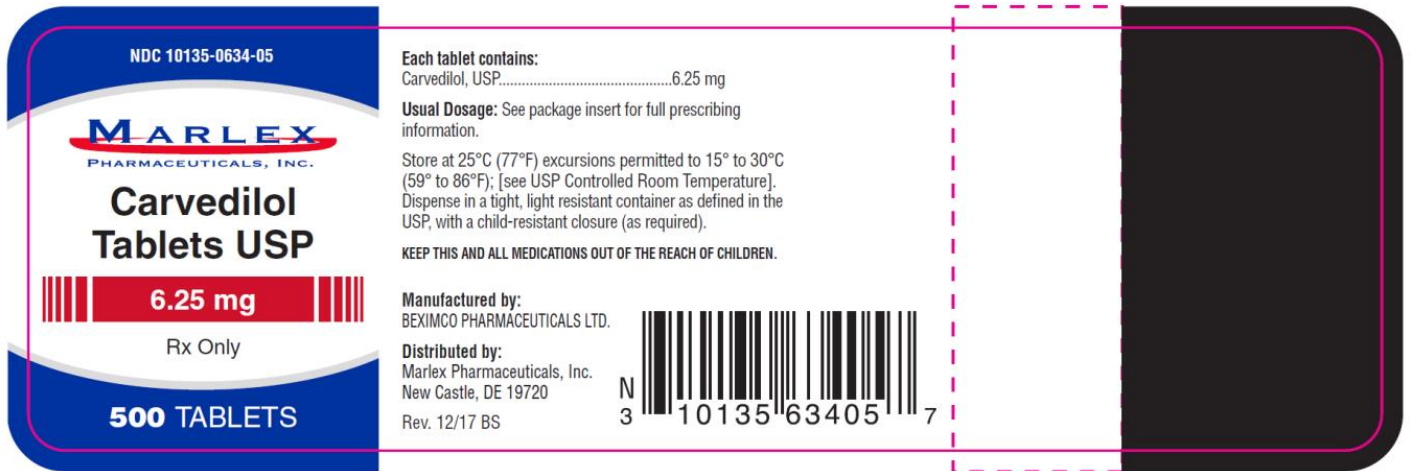 NDC 10135-0634-05
MARLEX
PHARMACEUTICALS, INC.
Carvedilol
Tablets USP
6.25 mg
Rx Only
500 TABLETS
Each tablet contains:
Carvedilol, USP.............................................6.25 mg
Usual Dosage: See package insert for full prescribing
information.
Store at 25°C (77°F) excursions permitted to 15° to 30°C
(59° to 86°F); [see USP Controlled Room Temperature].
Dispense in a tight, light resistant container as defined in the
USP, with a child-resistant closure (as required).
KEEP THIS AND ALL MEDICATIONS OUT OF THE REACH OF CHILDREN.
Manufactured by:
BEXIMCO PHARMACEUTICALS LTD.
Distributed by:
Marlex Pharmaceuticals, Inc.
New Castle, DE 19720
Rev. 12/17 BS
N
3 10135 63405 7